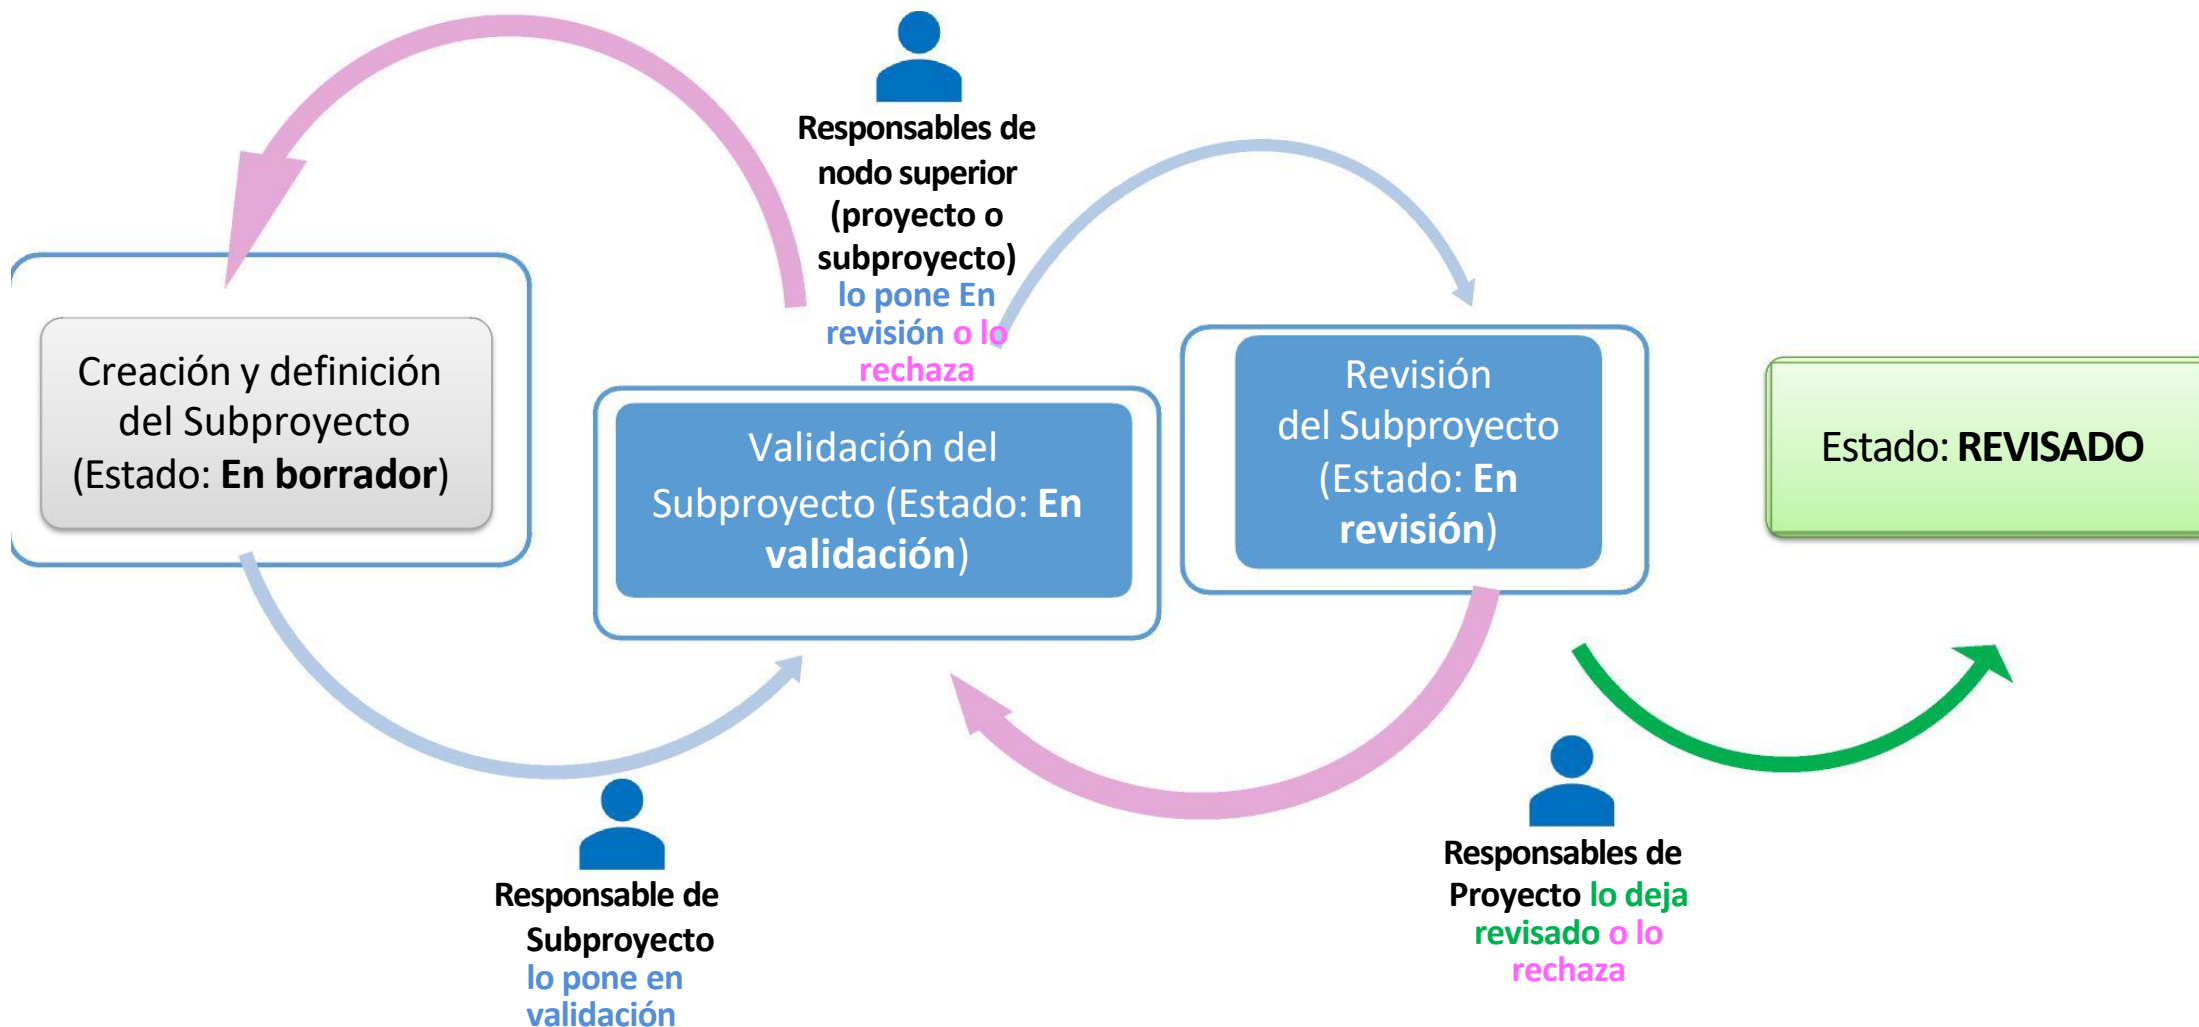 Responsables de
nodo superior
(proyecto o
subproyecto)
lo pone En
revisión o lo
rechaza
Creación y definición
del Subproyecto
(Estado: En borrador)
Validación del
Subproyecto (Estado: En
validación)
Revisión
del Subproyecto
(Estado: En
revisión)
Estado: REVISADO
Responsable de
Subproyecto
lo pone en
validación
Responsables de
Proyecto lo deja
revisado o lo
rechaza